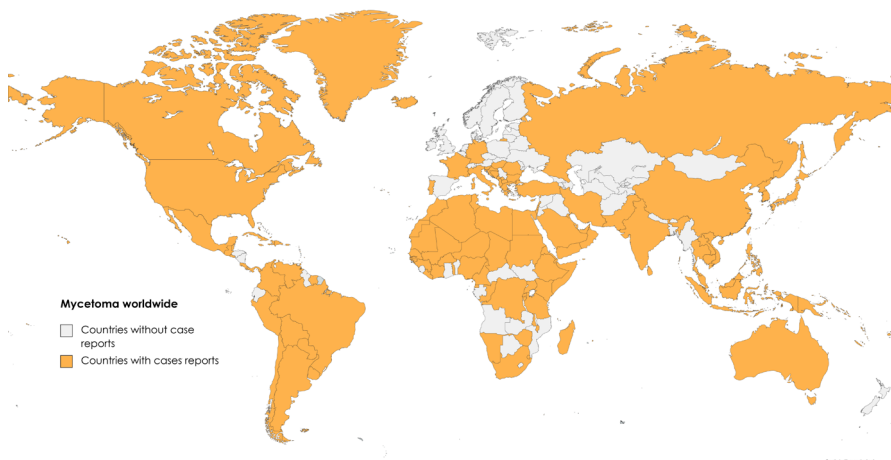 Mycetoma worldwide
Countries without case
reports
Countries with cases reports